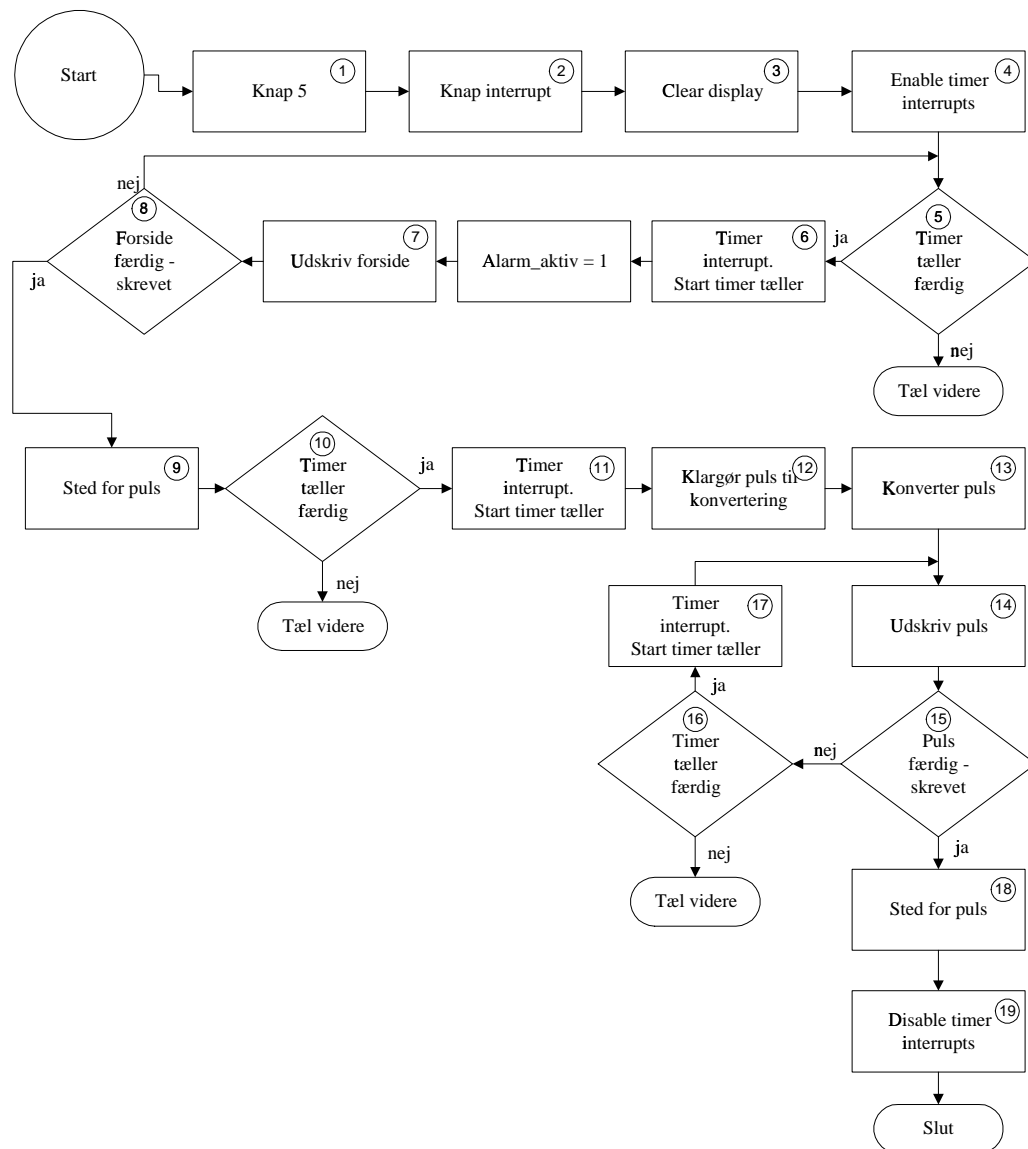 Start
1
Knap 5
2
Knap interrupt
3
Clear display
4
Enable timer
interrupts
nej
8
Forside
færdig -
skrevet
ja
7
Udskriv forside
Alarm_aktiv = 1
6
Timer
interrupt.
Start timer tæller
ja
5
Timer
tæller
færdig
nej
Tæl videre
9
Sted for puls
10
Timer
tæller
færdig
ja
nej
Tæl videre
11
Timer
interrupt.
Start timer tæller
12
Klargør puls til
konvertering
13
Konverter puls
17
Timer
interrupt.
Start timer tæller
14
Udskriv puls
ja
16
Timer
tæller
færdig
nej
15
Puls
færdig -
skrevet
nej
Tæl videre
ja
18
Sted for puls
19
Disable timer
interrupts
Slut